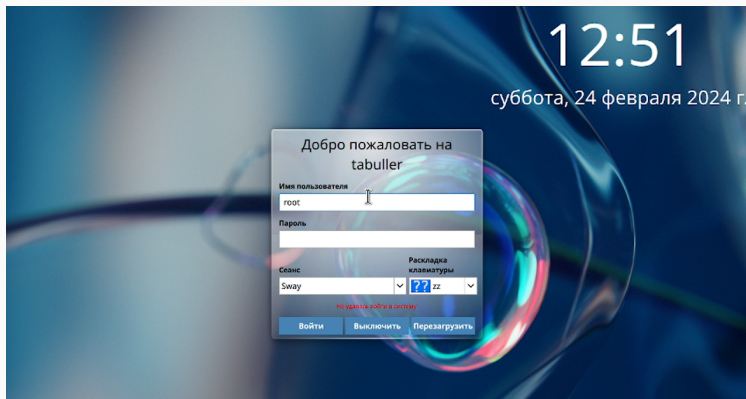 12:51
суббота, 24 февраля 2024 г.
Добро пожаловать на
tabuller
Имя пользователя
root
Пароль
Сеанс
Раскладка
клавиатуры
Sway
?? zz
Не удалось войти в систему
Войти Выключить Перезагрузить